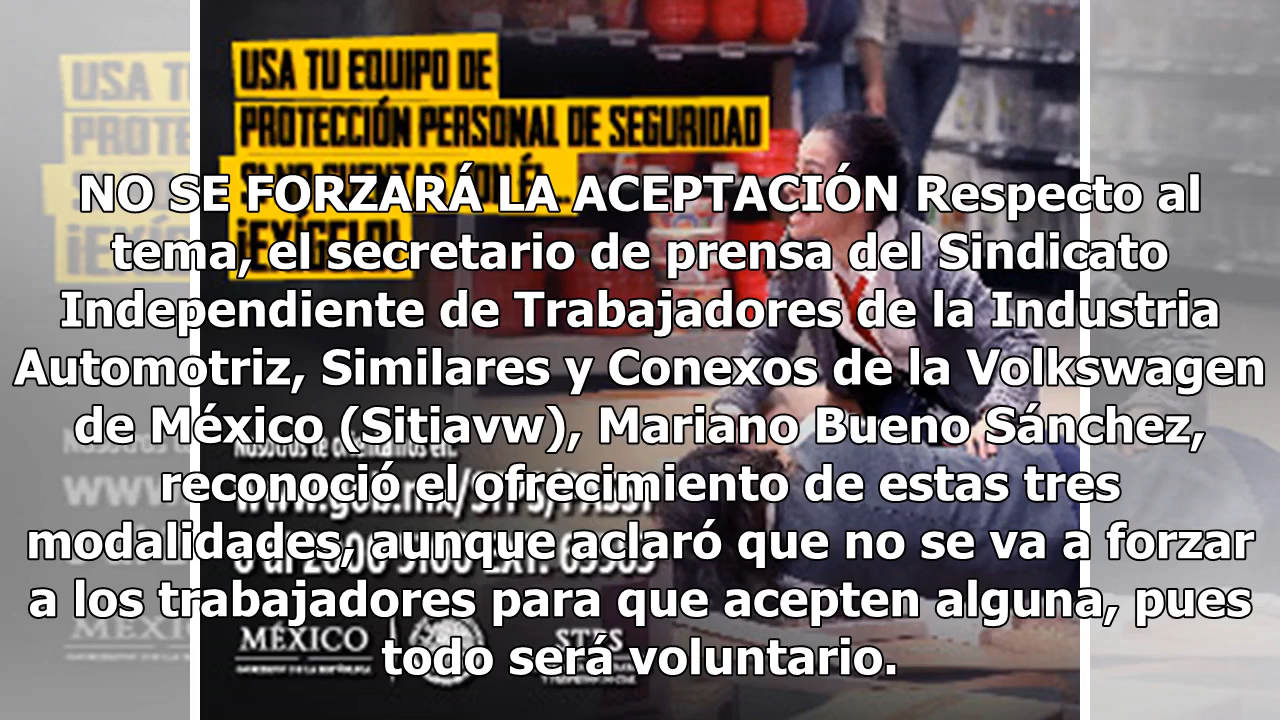 USA TU EQUIPO DE
PROTECCIÓN PERSONAL DE SEGURIDAD
NO SE FORZARÁ LA ACEPTACIÓN Respecto al
tema, el secretario de prensa del Sindicato
Independiente de Trabajadores de la Industria
Automotriz, Similares y Conexos de la Volkswagen
de México (Sitiavw), Mariano Bueno Sánchez,
reconoció el ofrecimiento de estas tres
modalidades, aunque aclaró que no se va a forzar
a los trabajadores para que acepten alguna, pues
todo será voluntario.
MÉXICO
STPS